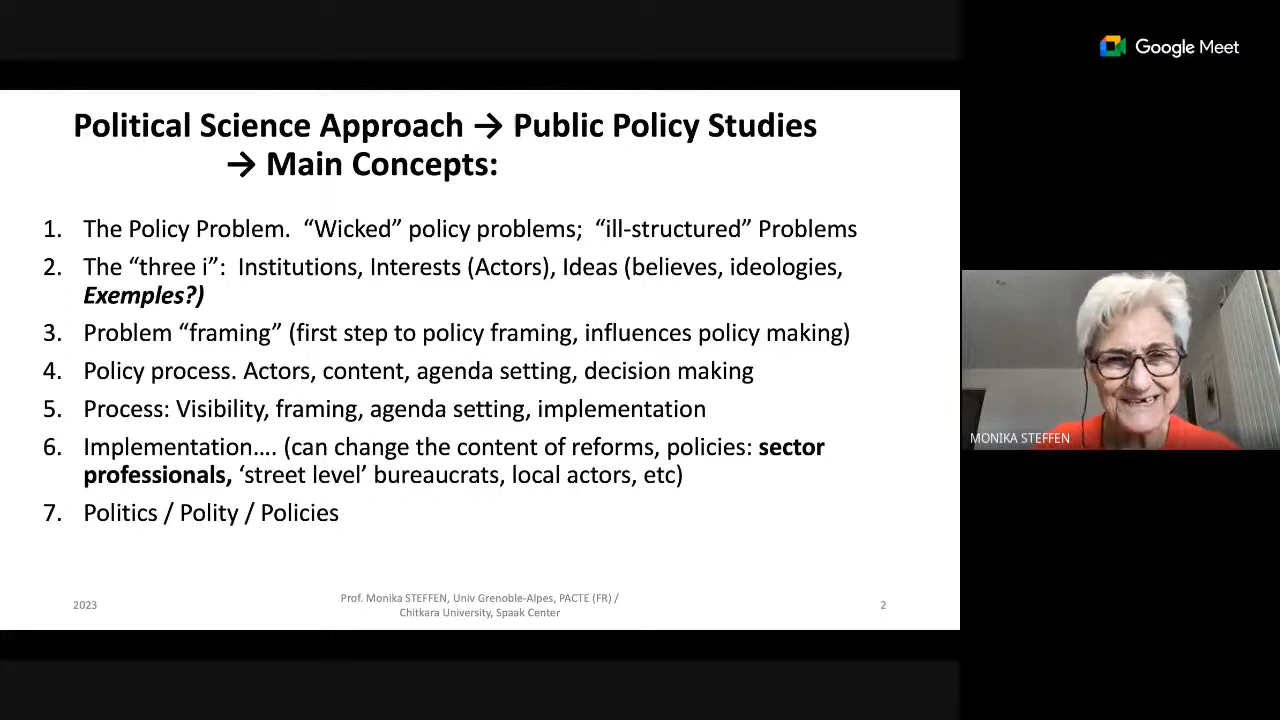 Google Meet
Political Science Approach → Public Policy Studies
→ Main Concepts:
1. The Policy Problem. “Wicked” policy problems; “ill-structured” Problems
2. The “three i”: Institutions, Interests (Actors), Ideas (believes, ideologies,
Exemples?)
3. Problem “framing” (first step to policy framing, influences policy making)
4. Policy process. Actors, content, agenda setting, decision making
5. Process: Visibility, framing, agenda setting, implementation
6. Implementation…. (can change the content of reforms, policies: sector
professionals, ‘street level’ bureaucrats, local actors, etc)
7. Politics / Polity / Policies
2023
Prof. Monika STEFFEN, Univ Grenoble-Alpes, PACTE (FR) /
Chitkara University, Spaak Center
2
MONIKA STEFFEN